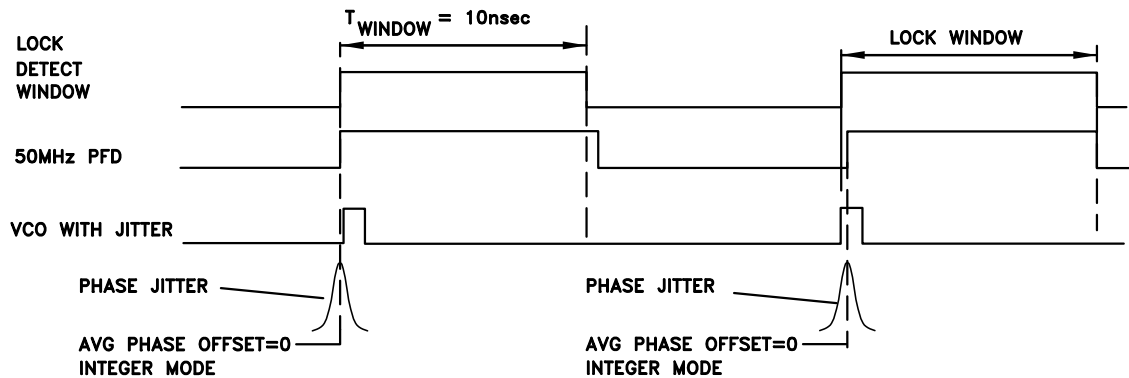 T WINDOW = 10nsec
LOCK
DETECT
WINDOW
LOCK WINDOW
50MHz PFD
VCO WITH JITTER
PHASE JITTER
PHASE JITTER
AVG PHASE OFFSET=0
INTEGER MODE
AVG PHASE OFFSET=0
INTEGER MODE